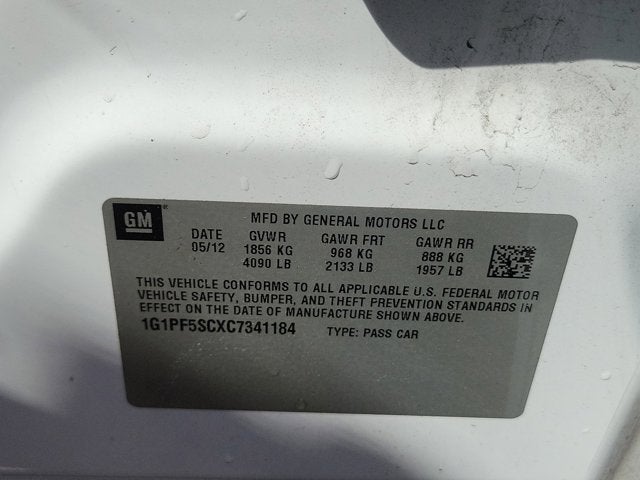 GM
MFD BY GENERAL MOTORS LLC
DATE GVWR GAWR FRT GAWR RR
05/12 1856 KG 968 KG 888 KG
4090 LB 2133 LB 1957 LB
THIS VEHICLE CONFORMS TO ALL APPLICABLE U.S. FEDERAL MOTOR
VEHICLE SAFETY, BUMPER, AND THEFT PREVENTION STANDARDS IN
EFFECT ON THE DATE OF MANUFACTURE SHOWN ABOVE.
1G1PF5SCXC7341184 TYPE: PASS CAR